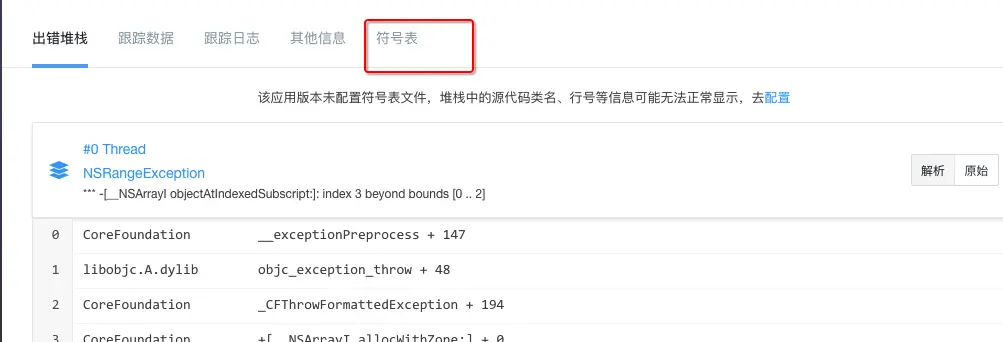 出错堆栈 跟踪数据 跟踪日志 其他信息 符号表
该应用版本未配置符号表文件，堆栈中的源代码类名、行号等信息可能无法正常显示，去配置
#0 Thread
NSRangeException
*** -[__NSArrayI objectAtIndexedSubscript:]: index 3 beyond bounds [0 .. 2]
解析 原始
0 CoreFoundation __exceptionPreprocess + 147
1 libobjc.A.dylib objc_exception_throw + 48
2 CoreFoundation _CFThrowFormattedException + 194
3 CoreFoundation +[__NSArrayI allocWithZone:] + 0